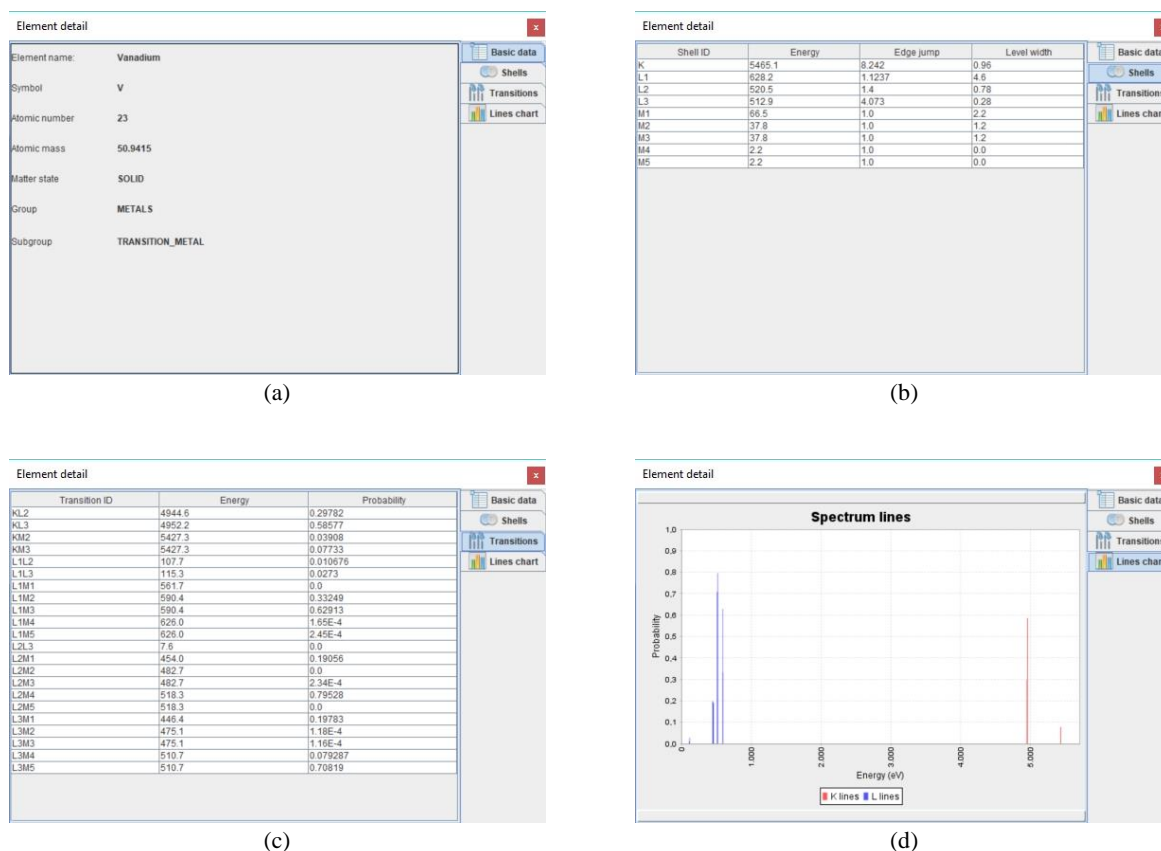 Element detail
x
Element name: Vanadium
Symbol V
Atomic number 23
Atomic mass 50.9415
Matter state SOLID
Group METALS
Subgroup TRANSITION_METAL
Basic data
Shells
Transitions
Lines chart
(a)
Element detail
x
Shell ID Energy Edge jump Level width
K 5465.1 8.242 0.96
L1 628.2 1.1237 4.6
L2 520.5 1.4 0.78
L3 512.9 4.073 0.28
M1 66.5 1.0 2.2
M2 37.8 1.0 1.2
M3 37.8 1.0 1.2
M4 2.2 1.0 0.0
M5 2.2 1.0 0.0
Basic data
Shells
Transitions
Lines chart
(b)
Element detail
x
Transition ID Energy Probability
KL2 4944.6 0.29782
KL3 4952.2 0.58577
KM2 5427.3 0.03908
KM3 5427.3 0.07733
L1L2 107.7 0.010676
L1L3 115.3 0.0273
L1M1 561.7 0.0
L1M2 590.4 0.33249
L1M3 590.4 0.62913
L1M4 626.0 1.65E-4
L1M5 626.0 2.45E-4
L2L3 7.6 0.0
L2M1 454.0 0.19056
L2M2 482.7 0.0
L2M3 482.7 2.34E-4
L2M4 518.3 0.79528
L2M5 518.3 0.0
L3M1 446.4 0.19783
L3M2 475.1 1.18E-4
L3M3 475.1 1.16E-4
L3M4 510.7 0.079287
L3M5 510.7 0.70819
Basic data
Shells
Transitions
Lines chart
(c)
Element detail
x
Spectrum lines
1,0
0,9
0,8
0,7
0,6
0,5
0,4
0,3
0,2
0,1
0,0
Probability
0 1.000 2.000 3.000 4.000 5.000
Energy (eV)
K lines L lines
Basic data
Shells
Transitions
Lines chart
(d)